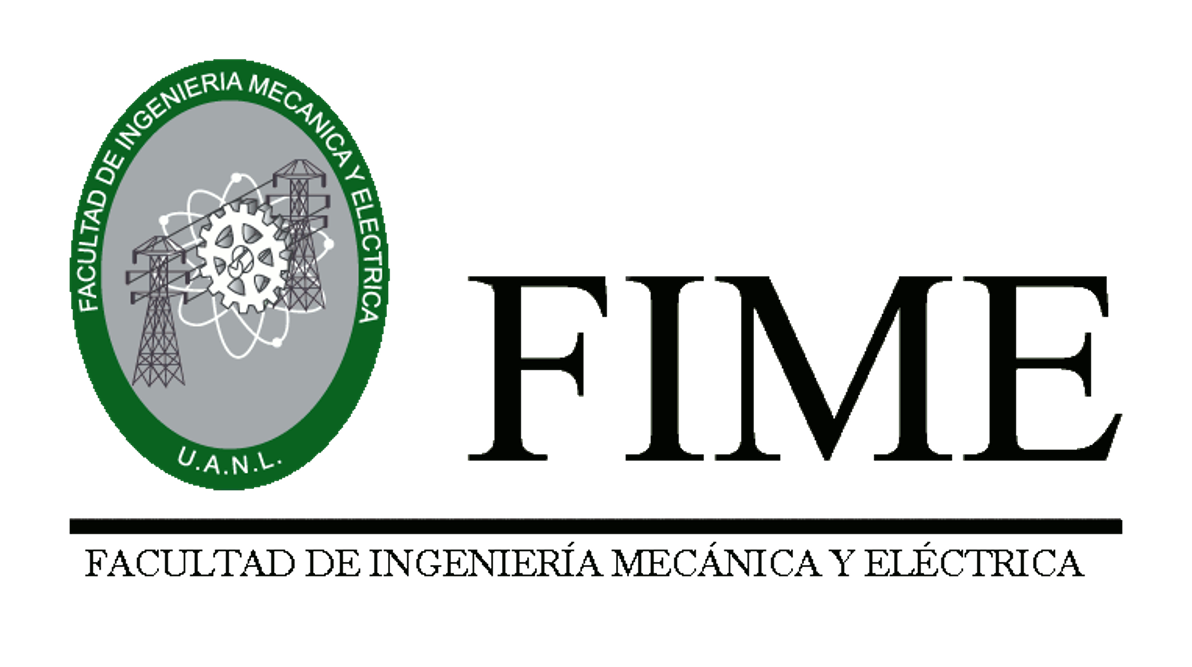 FACULTAD DE INGENIERIA MECANICA Y ELECTRICA
U.A.N.L.
FIME
FACULTAD DE INGENIERÍA MECÁNICA Y ELÉCTRICA